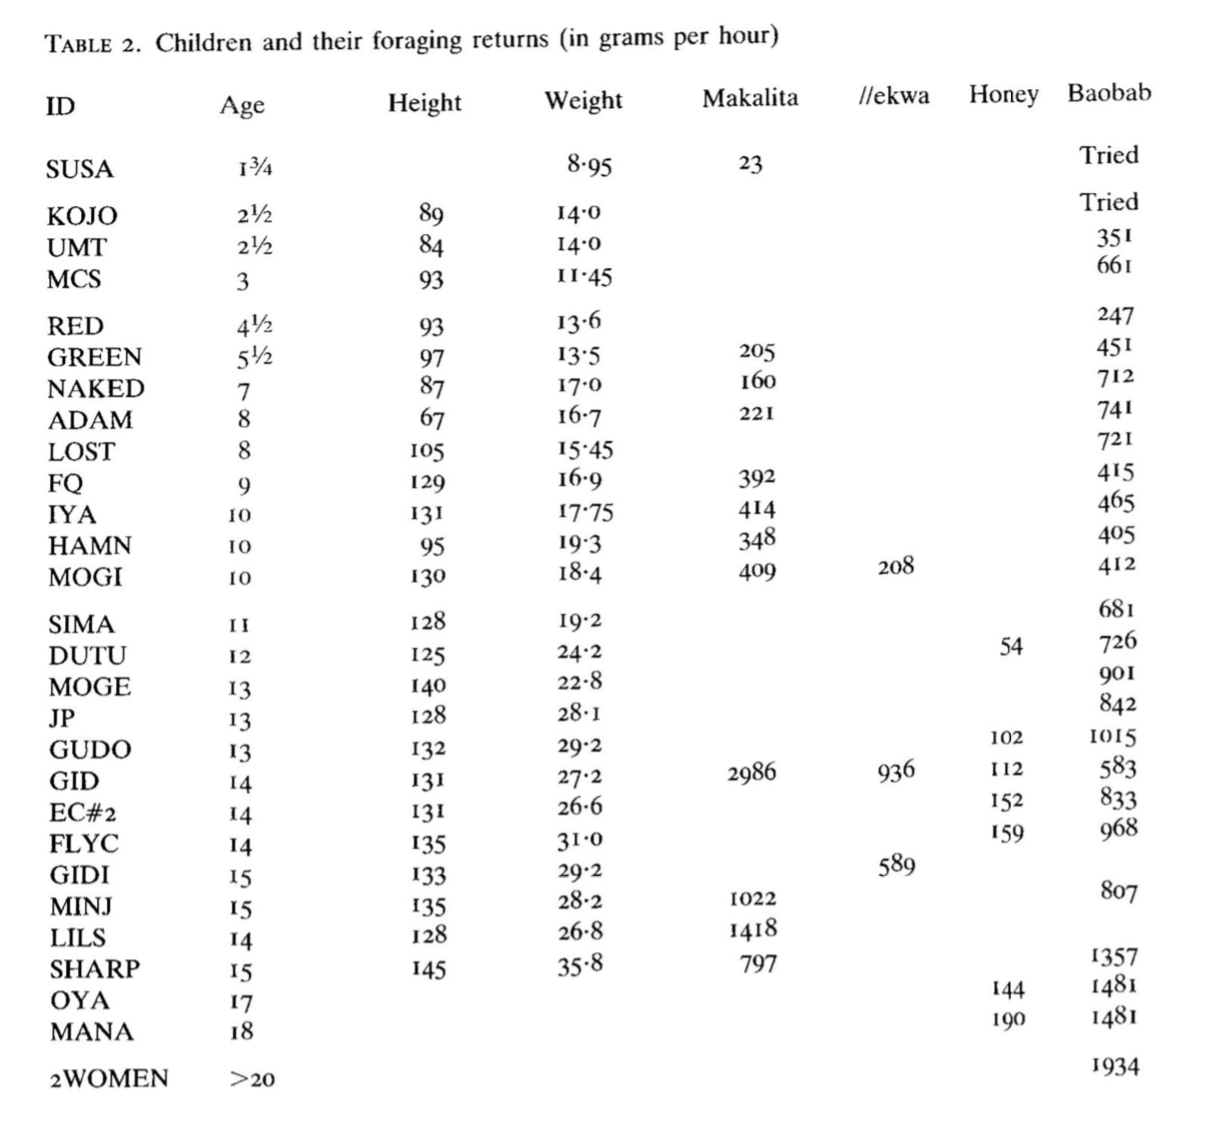 TABLE 2. Children and their foraging returns (in grams per hour)
ID Age Height Weight Makalita //ekwa Honey Baobab
SUSA 1¾ 8·95 23 Tried
KOJO 2½ 89 14·0 Tried
UMT 2½ 84 14·0 351
MCS 3 93 11·45 661
RED 4½ 93 13·6 247
GREEN 5½ 97 13·5 205 451
NAKED 7 87 17·0 160 712
ADAM 8 67 16·7 221 741
LOST 8 105 15·45 721
FQ 9 129 16·9 392 415
IYA 10 131 17·75 414 465
HAMN 10 95 19·3 348 405
MOGI 10 130 18·4 409 208 412
SIMA 11 128 19·2 681
DUTU 12 125 24·2 54 726
MOGE 13 140 22·8 901
JP 13 128 28·1 842
GUDO 13 132 29·2 102 1015
GID 14 131 27·2 2986 936 112 583
EC#2 14 131 26·6 152 833
FLYC 14 135 31·0 159 968
GIDI 15 133 29·2 589
MINJ 15 135 28·2 1022 807
LILS 14 128 26·8 1418
SHARP 15 145 35·8 797 1357
OYA 17 144 1481
MANA 18 190 1481
2WOMEN >20 1934